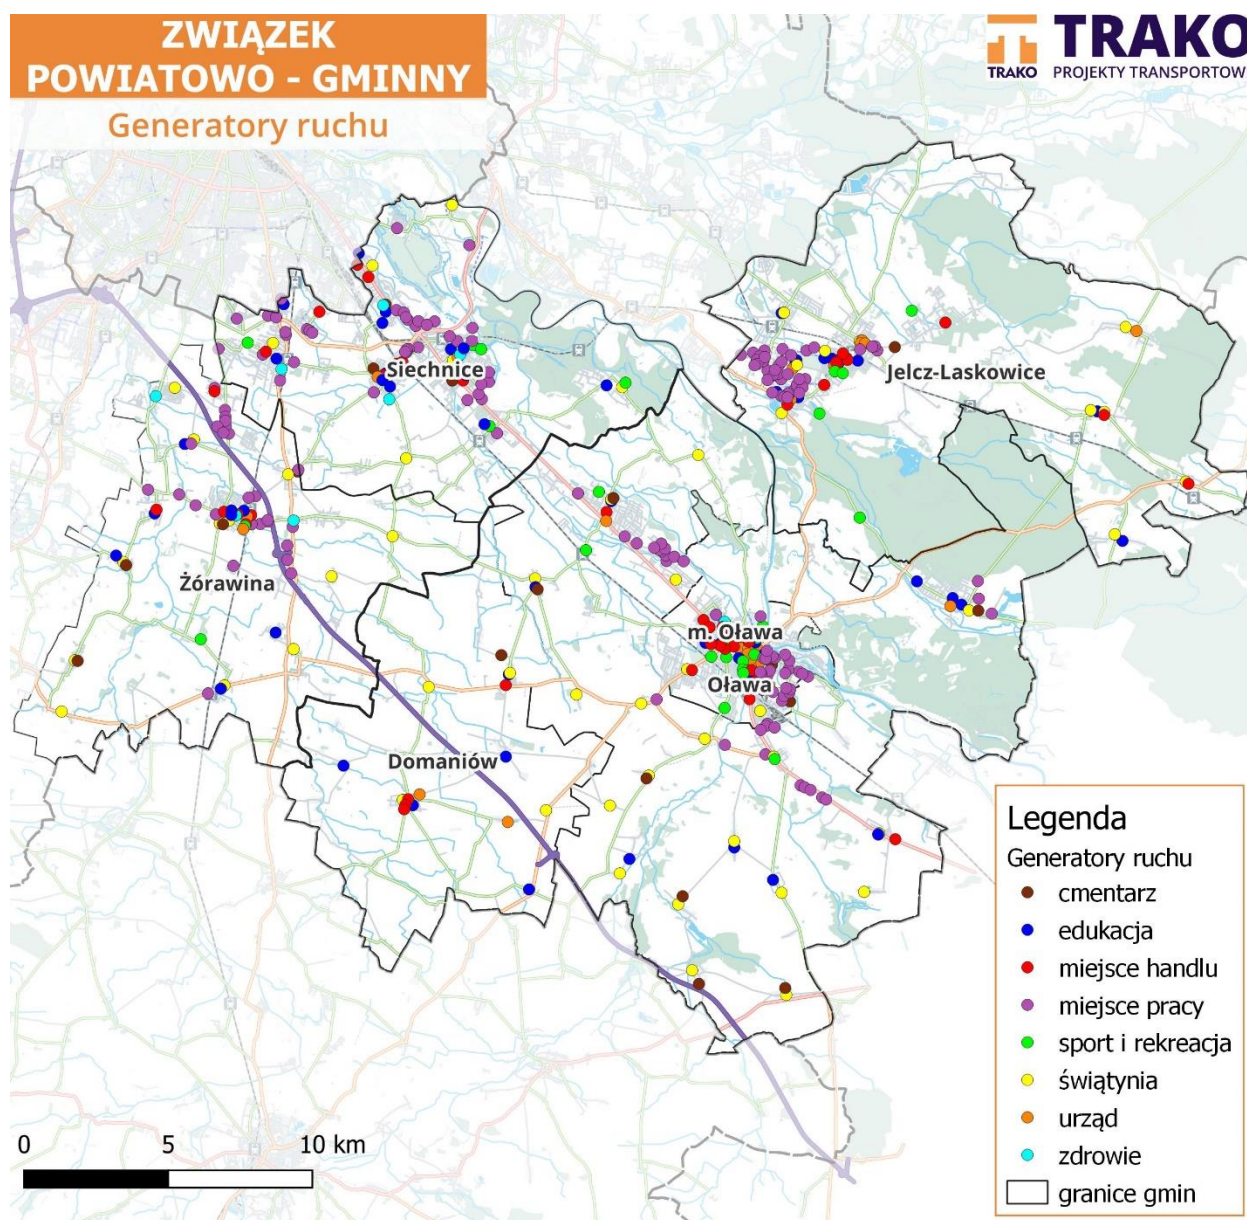 ZWIĄZEK
POWIATOWO - GMINNY
Generatory ruchu
TRAKO
TRAKO
PROJEKTY TRANSPORTOW
Siechnice
Jelcz-Laskowice
Żórawina
m. Oława
Oława
Domaniów
Legenda
Generatory ruchu
cmentarz
edukacja
miejsce handlu
miejsce pracy
sport i rekreacja
świątynia
urząd
zdrowie
granice gmin
0 5 10 km